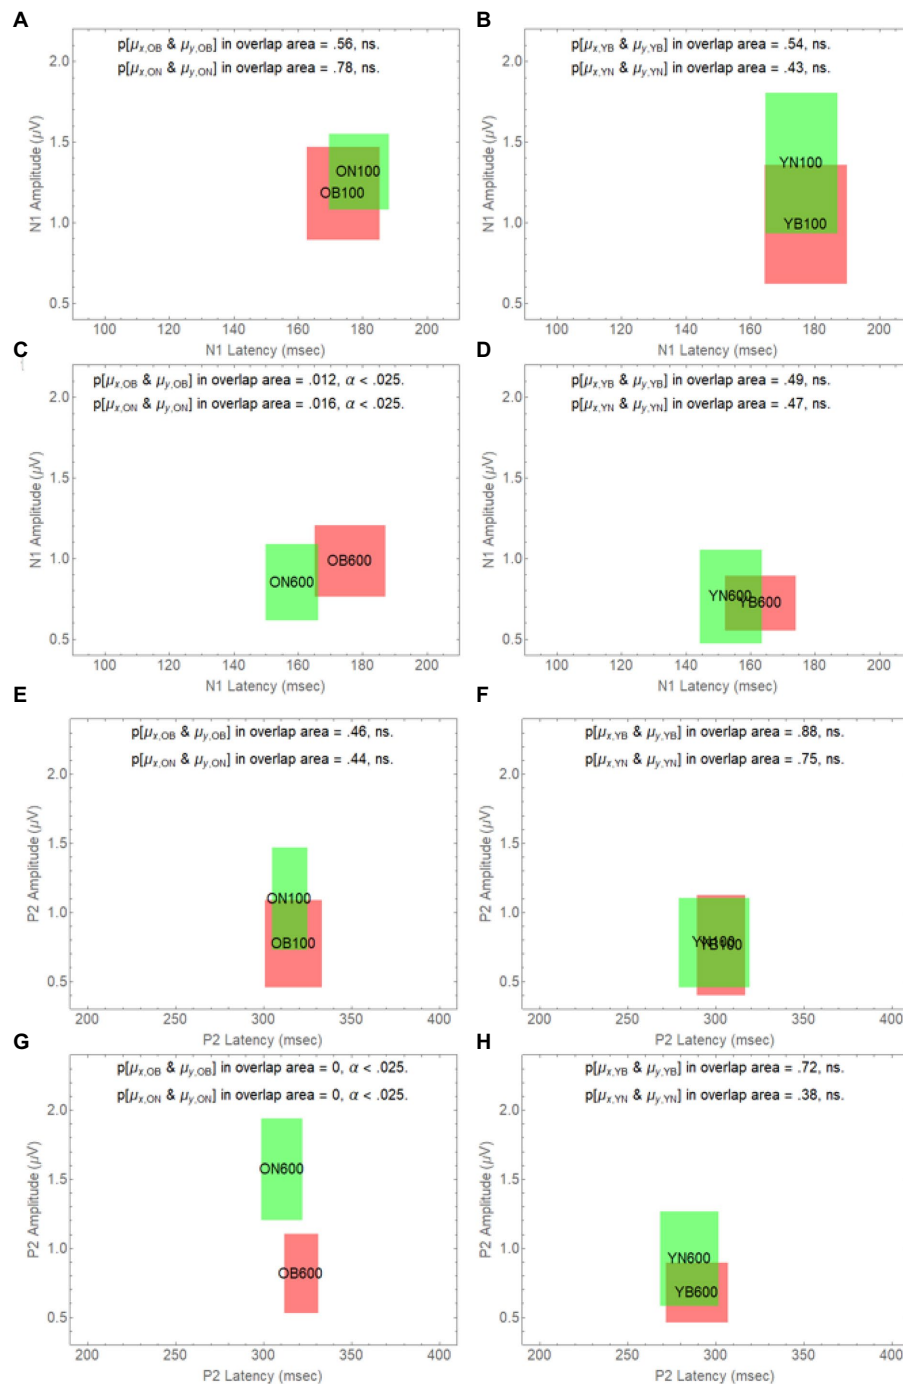 A
p[μx,OB & μy,OB] in overlap area = .56, ns.
p[μx,ON & μy,ON] in overlap area = .78, ns.
N1 Amplitude (μV)
2.0
1.5
1.0
0.5
ON100
OB100
100 120 140 160 180 200
N1 Latency (msec)
B
p[μx,YB & μy,YB] in overlap area = .54, ns.
p[μx,YN & μy,YN] in overlap area = .43, ns.
N1 Amplitude (μV)
2.0
1.5
1.0
0.5
YN100
YB100
100 120 140 160 180 200
N1 Latency (msec)
C
p[μx,OB & μy,OB] in overlap area = .012, α < .025.
p[μx,ON & μy,ON] in overlap area = .016, α < .025.
N1 Amplitude (μV)
2.0
1.5
1.0
0.5
OB600
ON600
100 120 140 160 180 200
N1 Latency (msec)
D
p[μx,YB & μy,YB] in overlap area = .49, ns.
p[μx,YN & μy,YN] in overlap area = .47, ns.
N1 Amplitude (μV)
2.0
1.5
1.0
0.5
YN600
YB600
100 120 140 160 180 200
N1 Latency (msec)
E
p[μx,OB & μy,OB] in overlap area = .46, ns.
p[μx,ON & μy,ON] in overlap area = .44, ns.
P2 Amplitude (μV)
2.0
1.5
1.0
0.5
ON100
OB100
200 250 300 350 400
P2 Latency (msec)
F
p[μx,YB & μy,YB] in overlap area = .88, ns.
p[μx,YN & μy,YN] in overlap area = .75, ns.
P2 Amplitude (μV)
2.0
1.5
1.0
0.5
YN100
YB100
200 250 300 350 400
P2 Latency (msec)
G
p[μx,OB & μy,OB] in overlap area = 0, α < .025.
p[μx,ON & μy,ON] in overlap area = 0, α < .025.
P2 Amplitude (μV)
2.0
1.5
1.0
0.5
ON600
OB600
200 250 300 350 400
P2 Latency (msec)
H
p[μx,YB & μy,YB] in overlap area = .72, ns.
p[μx,YN & μy,YN] in overlap area = .38, ns.
P2 Amplitude (μV)
2.0
1.5
1.0
0.5
YN600
YB600
200 250 300 350 400
P2 Latency (msec)